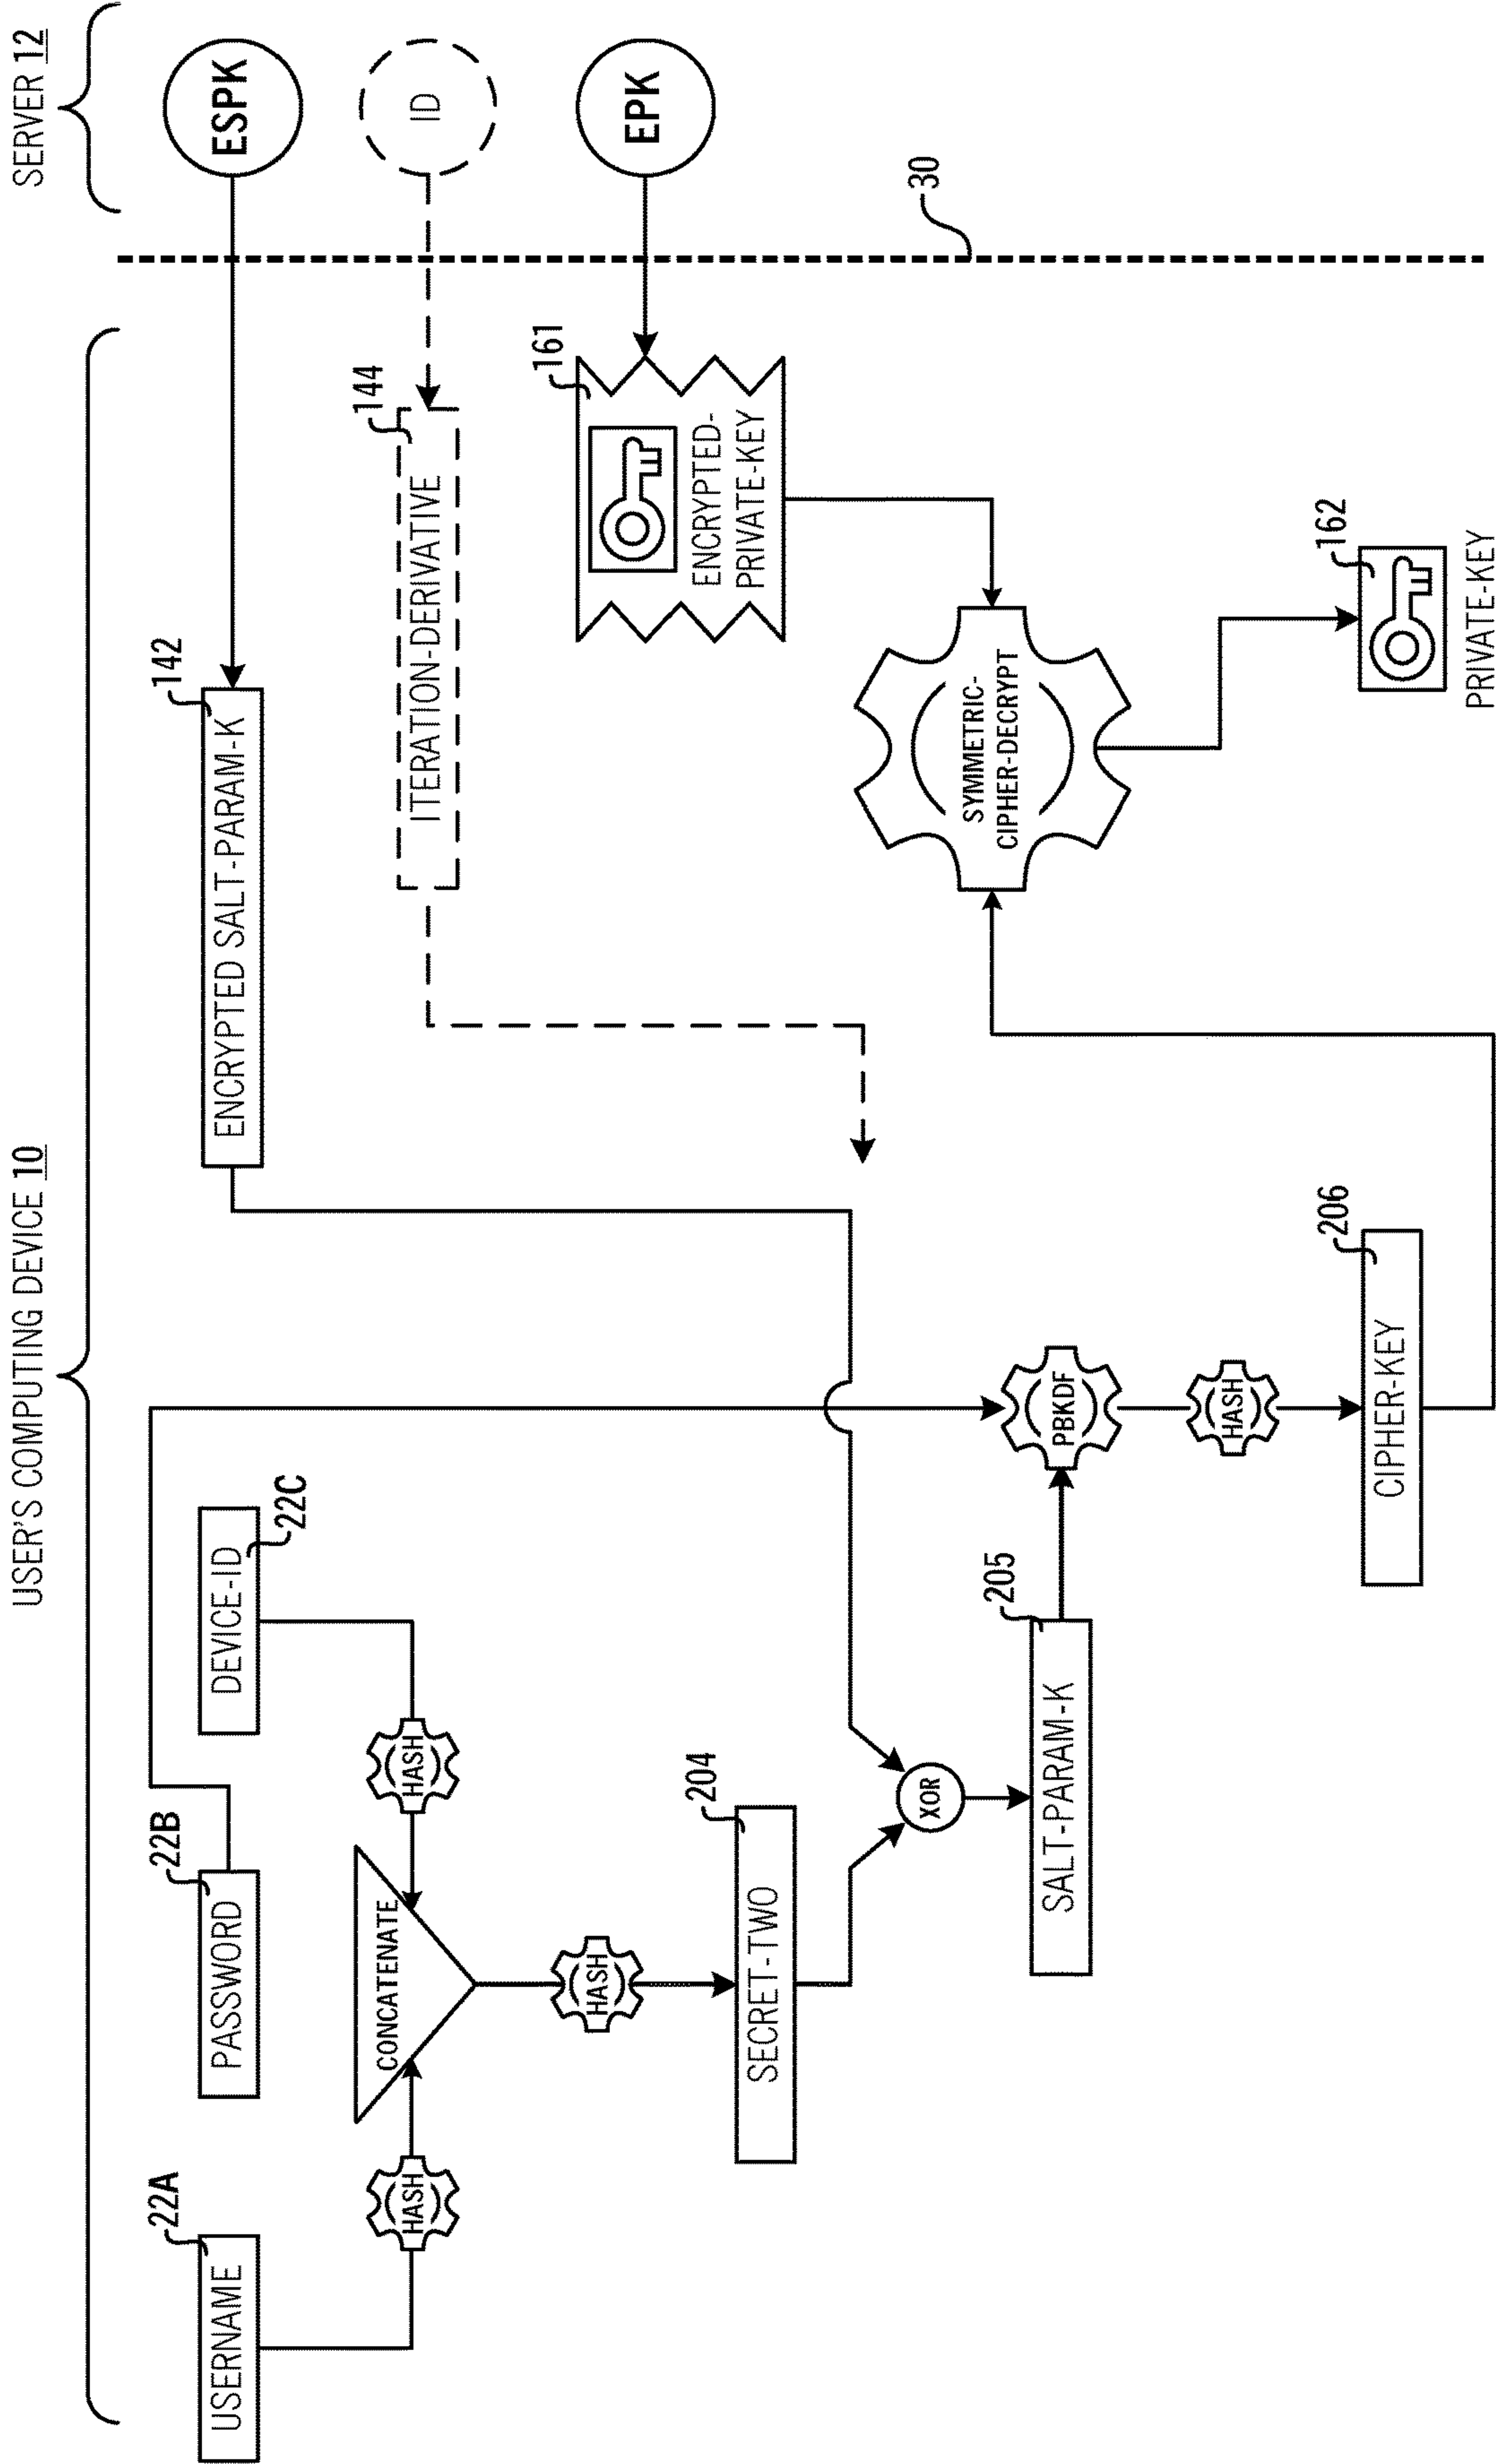 USER'S COMPUTING DEVICE 10
SERVER 12
22A
USERNAME
22B
PASSWORD
DEVICE-ID
22C
142
ENCRYPTED SALT-PARAM-K
ESPK
HASH
CONCATENATE
HASH
144
ITERATION-DERIVATIVE
ID
HASH
161
ENCRYPTED-
PRIVATE-KEY
EPK
204
SECRET-TWO
30
XOR
SYMMETRIC-
CIPHER-DECRYPT
205
SALT-PARAM-K
PBKDF
HASH
206
CIPHER-KEY
162
PRIVATE-KEY